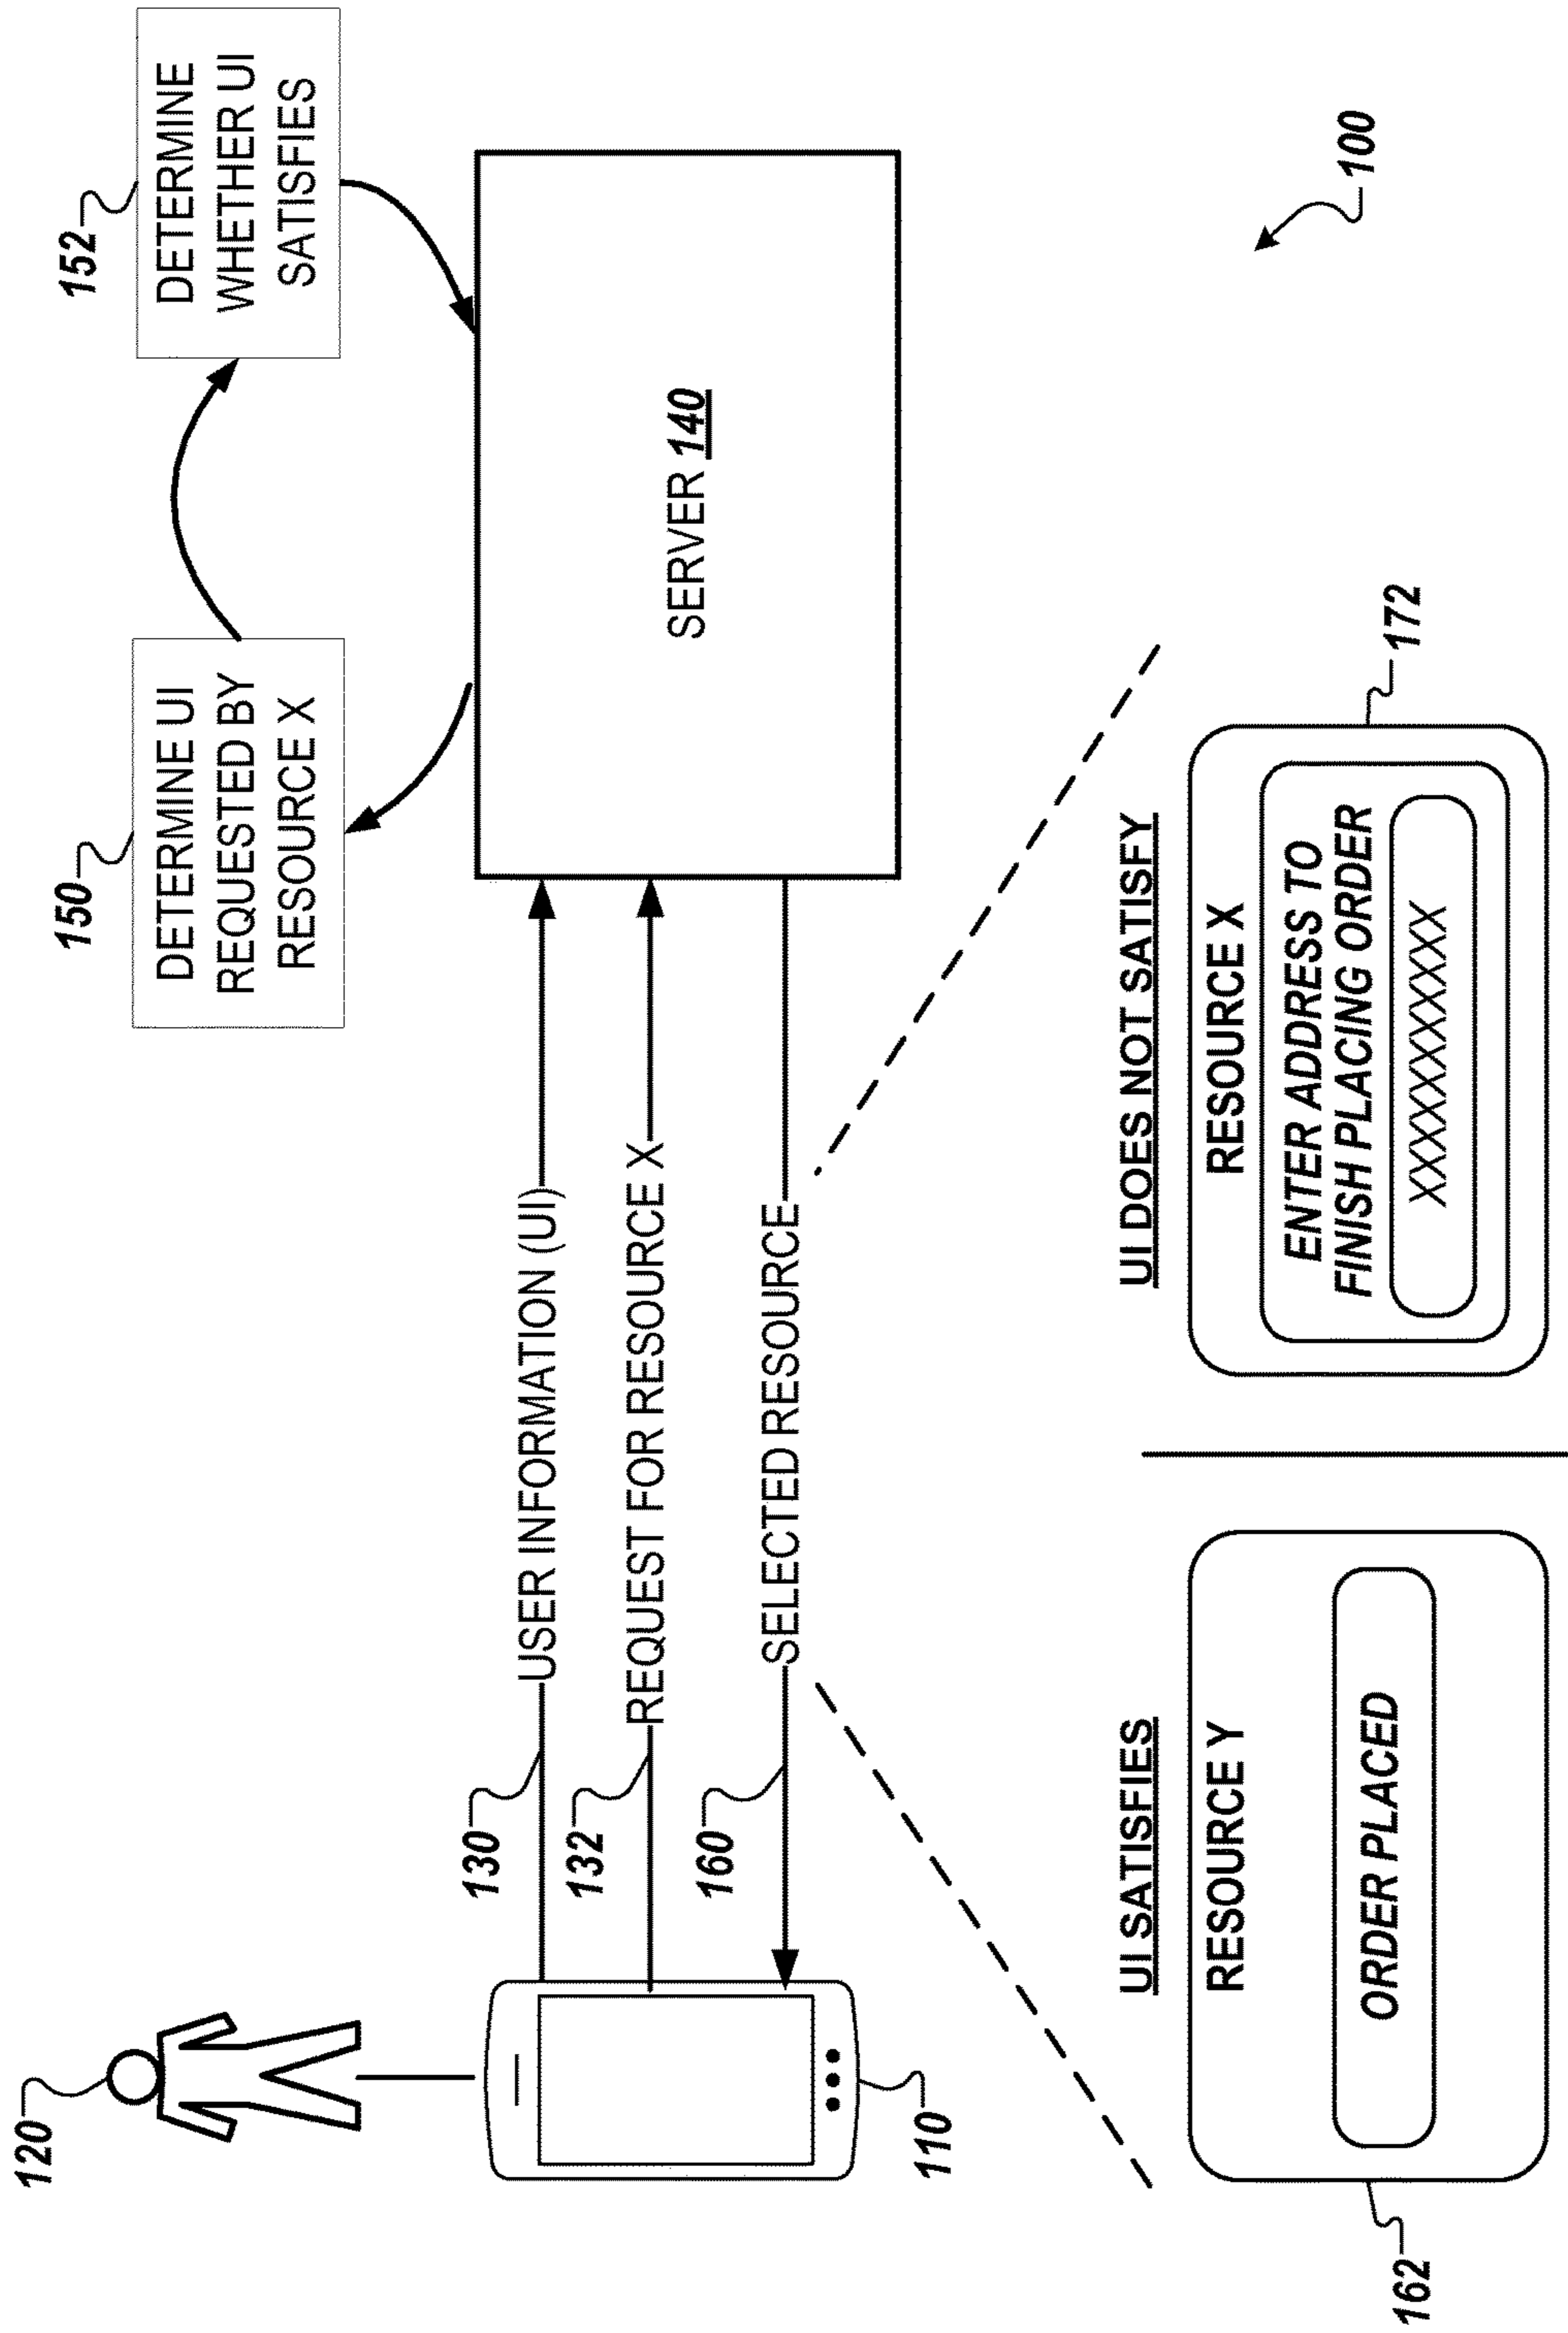 120
110
130
USER INFORMATION (UI)
132
REQUEST FOR RESOURCE X
160
SELECTED RESOURCE
150
DETERMINE UI
REQUESTED BY
RESOURCE X
152
DETERMINE
WHETHER UI
SATISFIES
SERVER 140
100
UI SATISFIES
RESOURCE Y
ORDER PLACED
162
UI DOES NOT SATISFY
RESOURCE X
ENTER ADDRESS TO
FINISH PLACING ORDER
XXXXXXXXXXX
172